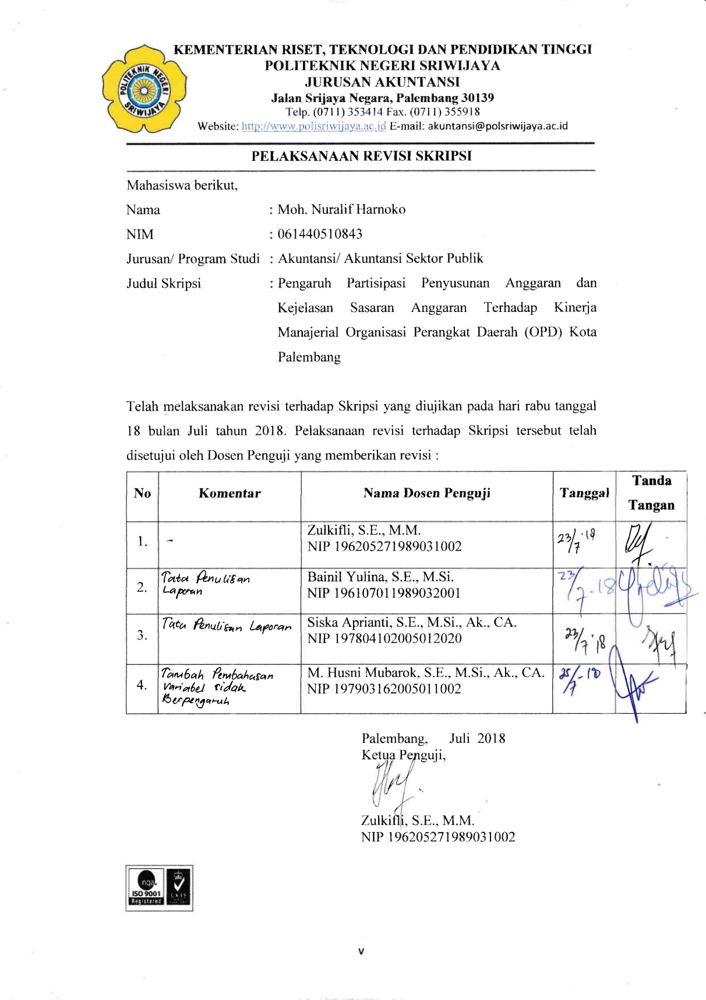 KEMENTERIAN RISET, TEKNOLOGI DAN PENDIDIKAN TINGGI
POLITEKNIK NEGERI SRIWIJAYA
JURUSAN AKUNTANSI
Jalan Srijaya Negara, Palembang 30139
Telp. (0711) 353414 Fax. (0711) 355918
Website: http://www.polisriwijaya.ac.id E-mail: akuntansi@polsriwijaya.ac.id
POLITEKNIK NEGERI
SRIWIJAYA
PELAKSANAAN REVISI SKRIPSI
Mahasiswa berikut,
Nama : Moh. Nuralif Harnoko
NIM : 061440510843
Jurusan/ Program Studi : Akuntansi/ Akuntansi Sektor Publik
Judul Skripsi : Pengaruh Partisipasi Penyusunan Anggaran dan
Kejelasan Sasaran Anggaran Terhadap Kinerja
Manajerial Organisasi Perangkat Daerah (OPD) Kota
Palembang
Telah melaksanakan revisi terhadap Skripsi yang diujikan pada hari rabu tanggal
18 bulan Juli tahun 2018. Pelaksanaan revisi terhadap Skripsi tersebut telah
disetujui oleh Dosen Penguji yang memberikan revisi :
No Komentar Nama Dosen Penguji Tanggal Tanda Tangan
1. - Zulkifli, S.E., M.M. 23/7-18
NIP 196205271989031002
2. Tata Penulisan Bainil Yulina, S.E., M.Si. 23/7-18
Laporan NIP 196107011989032001
3. Tata Penulisan Laporan Siska Aprianti, S.E., M.Si., Ak., CA. 23/7-18
NIP 197804102005012020
4. Tambah Pembahasan M. Husni Mubarok, S.E., M.Si., Ak., CA. 25/7-18
Variabel tidak NIP 197903162005011002
Berpengaruh
Palembang, Juli 2018
Ketua Penguji,
Zulkifli, S.E., M.M.
NIP 196205271989031002
nqa.
ISO 9001
Registered
UKAS
v